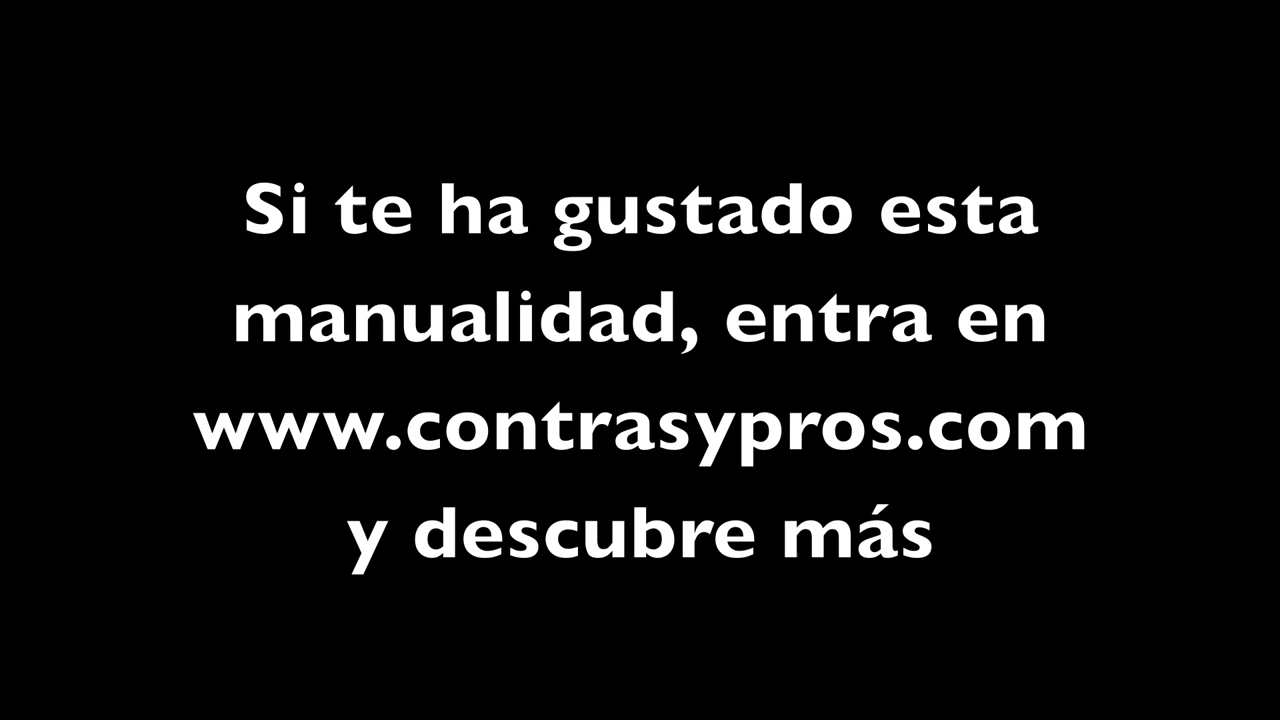 Si te ha gustado esta
manualidad, entra en
www.contrasypros.com
y descubre más